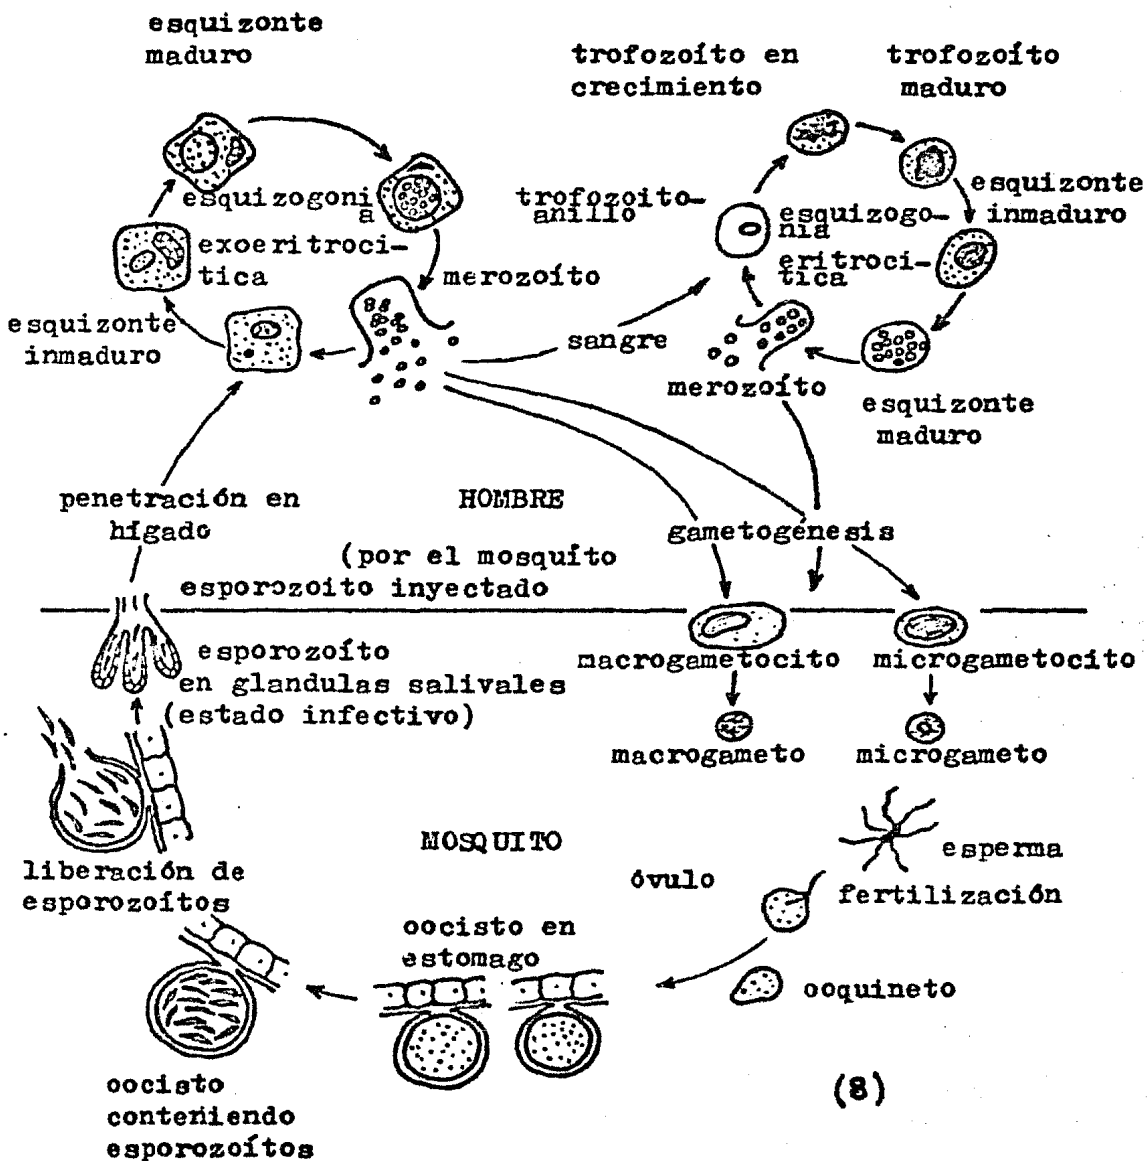 esquizonte
maduro
trofozoíto en
crecimiento
trofozoíto
maduro
esquizogoni
a
exoeritroci-
tica
trofozoito-
anillo
esquizogo-
nia
eritroci-
tica
esquizonte
inmaduro
merozoíto
esquizonte
inmaduro
sangre
merozoíto
esquizonte
maduro
penetración en
hígado
HOMBRE
gametogénesis
(por el mosquíto
esporozoito inyectado
esporozoíto
en glandulas salivales
(estado infectivo)
macrogametocito
microgametocito
macrogameto
microgameto
MOSQUITO
esperma
óvulo
fertilización
liberación de
esporozoítos
oocisto en
estomago
ooquineto
oocisto
conteniendo
esporozoítos
(8)